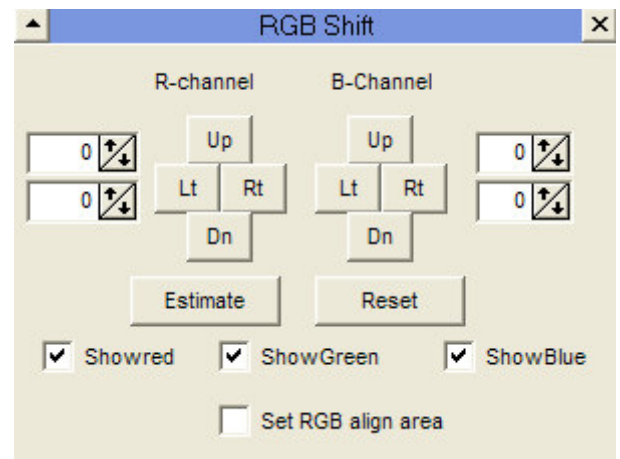 RGB Shift
R-channel B-Channel
Up Up
0 0
Lt Rt Lt Rt
0 0
Dn Dn
Estimate Reset
Showred ShowGreen ShowBlue
Set RGB align area